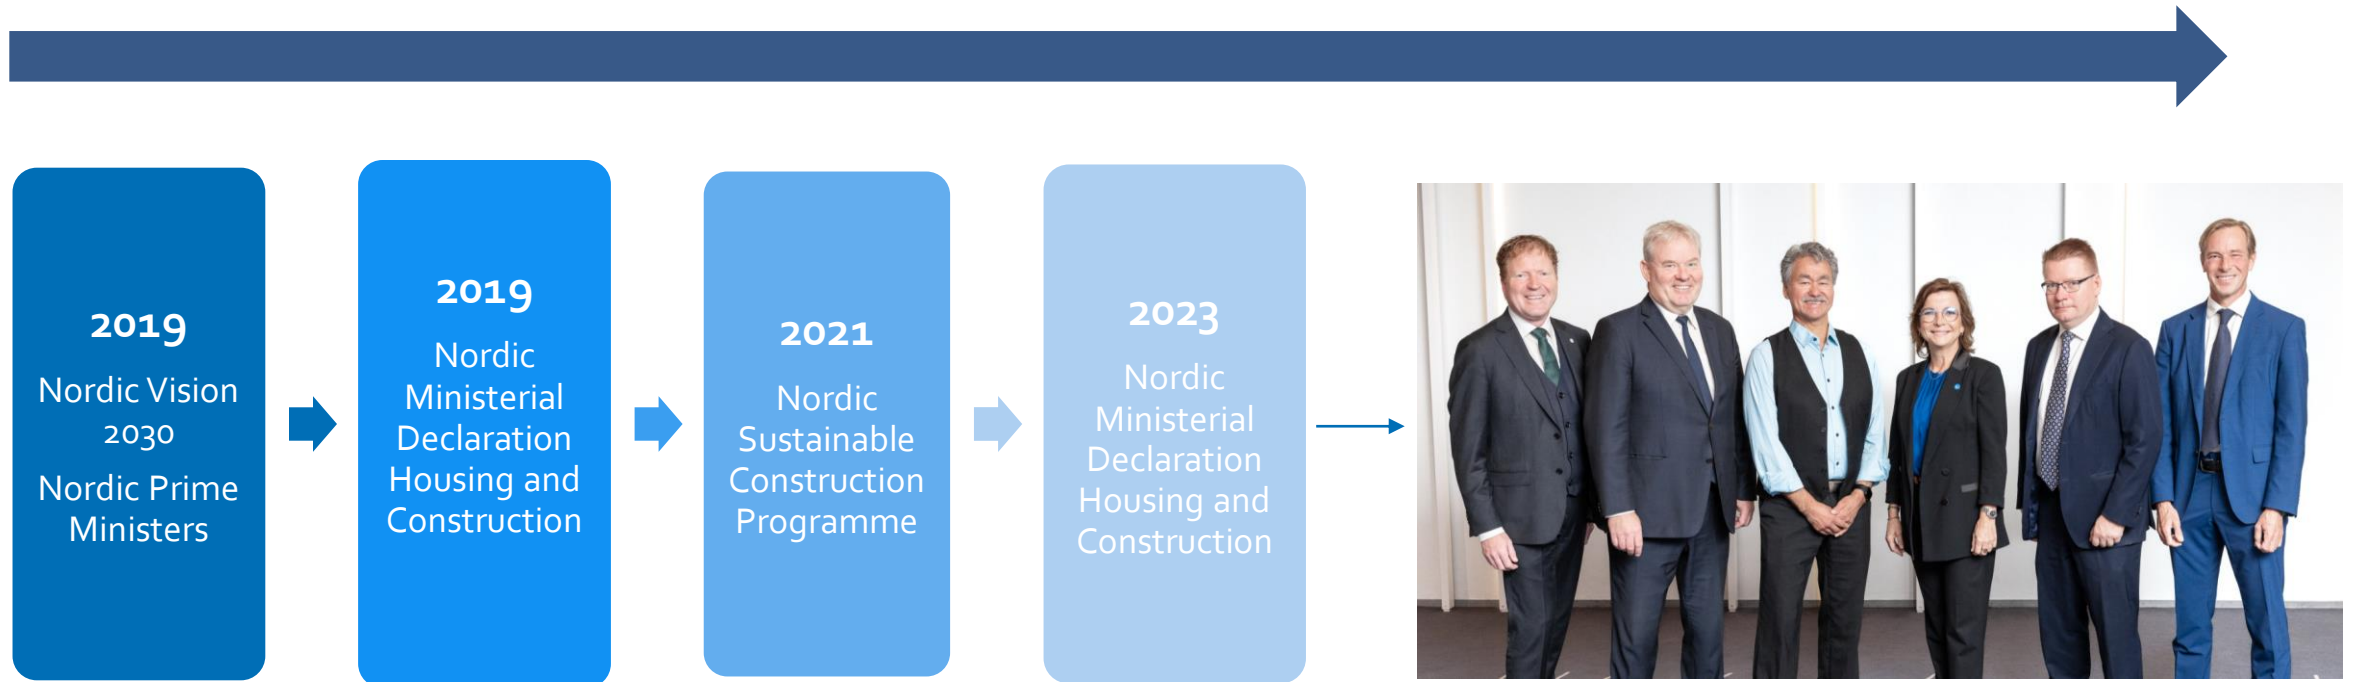 2019
Nordic Vision
2030
Nordic Prime
Ministers
2019
Nordic
Ministerial
Declaration
Housing and
Construction
2021
Nordic
Sustainable
Construction
Programme
2023
Nordic
Ministerial
Declaration
Housing and
Construction